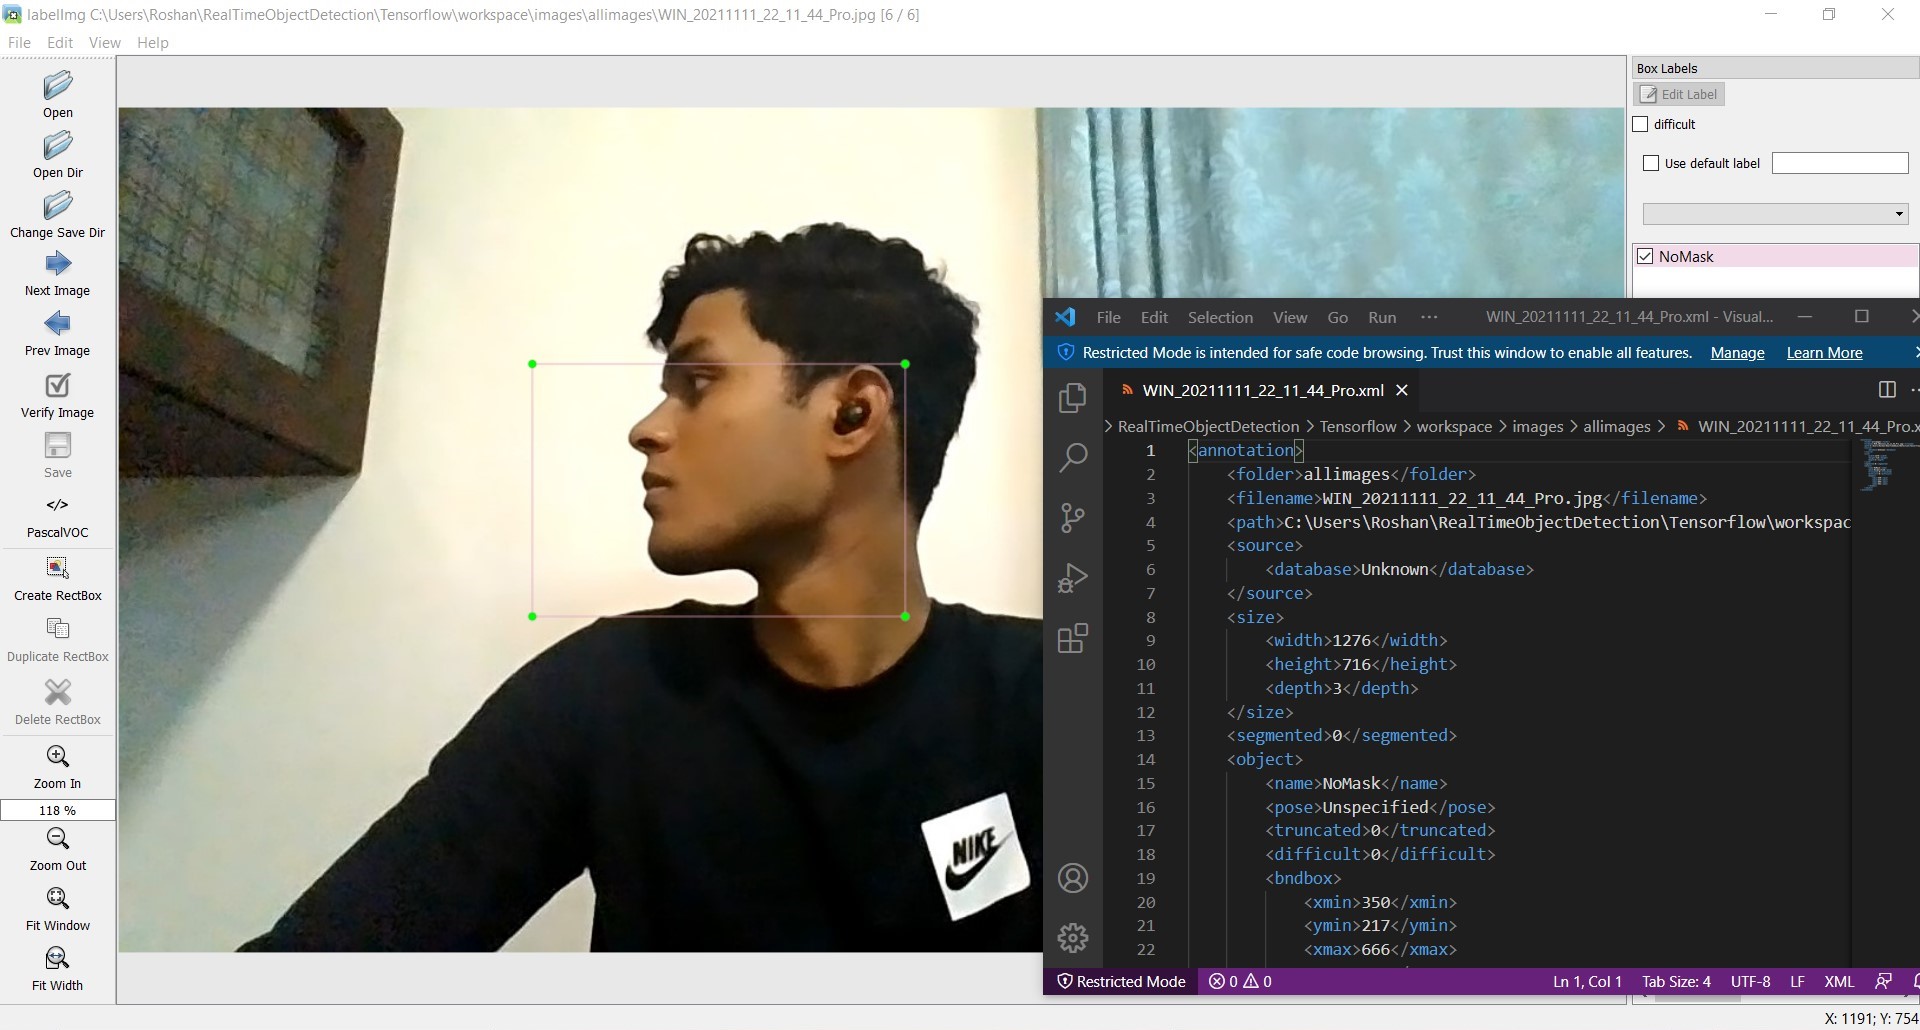 labelImg C:\Users\Roshan\RealTimeObjectDetection\Tensorflow\workspace\images\allimages\WIN_20211111_22_11_44_Pro.jpg [6 / 6]
File Edit View Help
Open
Open Dir
Change Save Dir
Next Image
Prev Image
Verify Image
Save
</>
PascalVOC
Create RectBox
Duplicate RectBox
Delete RectBox
Zoom In
118 %
Zoom Out
Fit Window
Fit Width
NIKE
Box Labels
Edit Label
difficult
Use default label
NoMask
File Edit Selection View Go Run ··· WIN_20211111_22_11_44_Pro.xml - Visual...
Restricted Mode is intended for safe code browsing. Trust this window to enable all features. Manage Learn More
WIN_20211111_22_11_44_Pro.xml
> RealTimeObjectDetection > Tensorflow > workspace > images > allimages > WIN_20211111_22_11_44_Pro.x
1 <annotation>
2 <folder>allimages</folder>
3 <filename>WIN_20211111_22_11_44_Pro.jpg</filename>
4 <path>C:\Users\Roshan\RealTimeObjectDetection\Tensorflow\workspac
5 <source>
6 <database>Unknown</database>
7 </source>
8 <size>
9 <width>1276</width>
10 <height>716</height>
11 <depth>3</depth>
12 </size>
13 <segmented>0</segmented>
14 <object>
15 <name>NoMask</name>
16 <pose>Unspecified</pose>
17 <truncated>0</truncated>
18 <difficult>0</difficult>
19 <bndbox>
20 <xmin>350</xmin>
21 <ymin>217</ymin>
22 <xmax>666</xmax>
Restricted Mode 0 0 Ln 1, Col 1 Tab Size: 4 UTF-8 LF XML
X: 1191; Y: 754